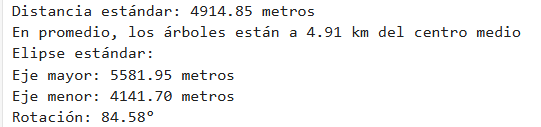 Distancia estándar: 4914.85 metros
En promedio, los árboles están a 4.91 km del centro medio
Elipse estándar:
Eje mayor: 5581.95 metros
Eje menor: 4141.70 metros
Rotación: 84.58°